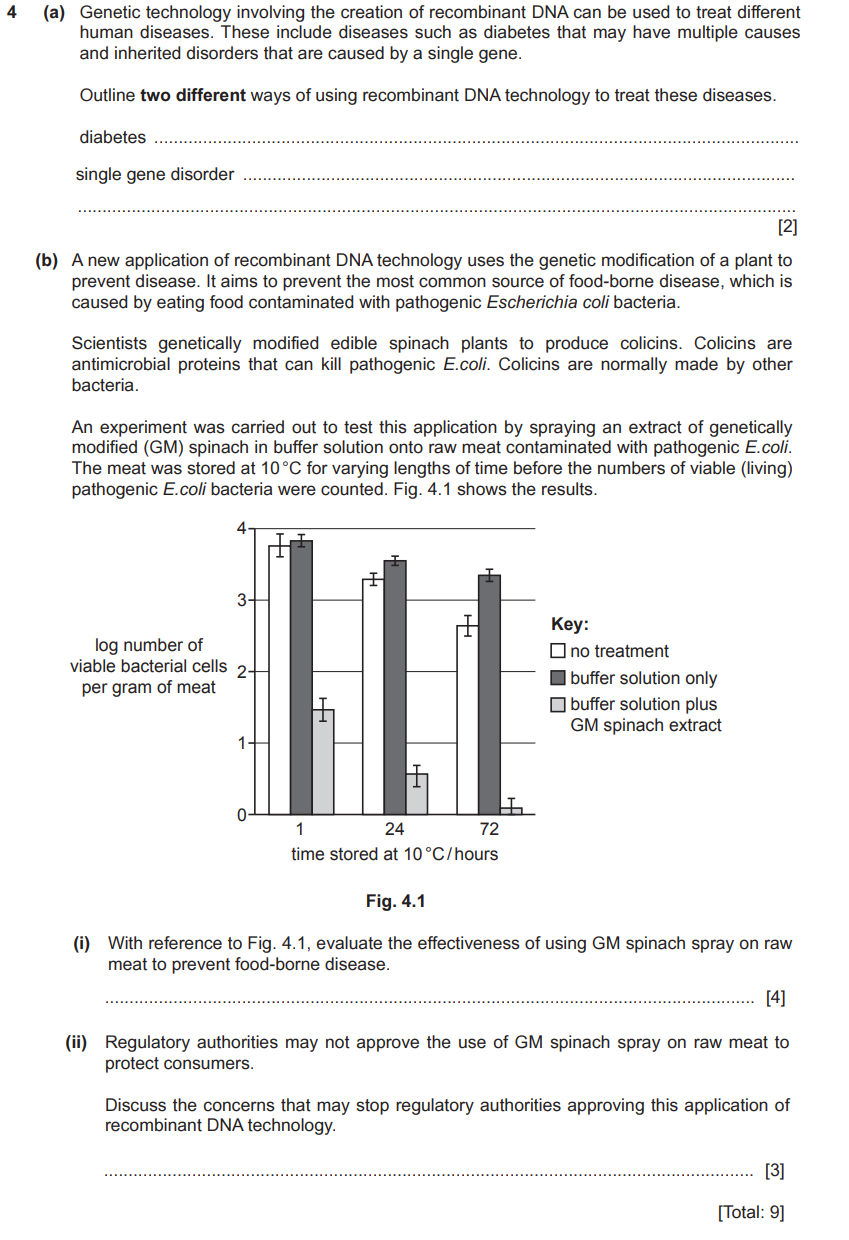 4 (a) Genetic technology involving the creation of recombinant DNA can be used to treat different
human diseases. These include diseases such as diabetes that may have multiple causes
and inherited disorders that are caused by a single gene.
Outline two different ways of using recombinant DNA technology to treat these diseases.
diabetes ..........
single gene disorder ..........
..........
[2]
(b) A new application of recombinant DNA technology uses the genetic modification of a plant to
prevent disease. It aims to prevent the most common source of food-borne disease, which is
caused by eating food contaminated with pathogenic Escherichia coli bacteria.
Scientists genetically modified edible spinach plants to produce colicins. Colicins are
antimicrobial proteins that can kill pathogenic E.coli. Colicins are normally made by other
bacteria.
An experiment was carried out to test this application by spraying an extract of genetically
modified (GM) spinach in buffer solution onto raw meat contaminated with pathogenic E.coli.
The meat was stored at 10 °C for varying lengths of time before the numbers of viable (living)
pathogenic E.coli bacteria were counted. Fig. 4.1 shows the results.
4
3
2
1
0
log number of
viable bacterial cells
per gram of meat
1 24 72
time stored at 10 °C / hours
Key:
no treatment
buffer solution only
buffer solution plus
GM spinach extract
Fig. 4.1
(i) With reference to Fig. 4.1, evaluate the effectiveness of using GM spinach spray on raw
meat to prevent food-borne disease.
.......... [4]
(ii) Regulatory authorities may not approve the use of GM spinach spray on raw meat to
protect consumers.
Discuss the concerns that may stop regulatory authorities approving this application of
recombinant DNA technology.
.......... [3]
[Total: 9]